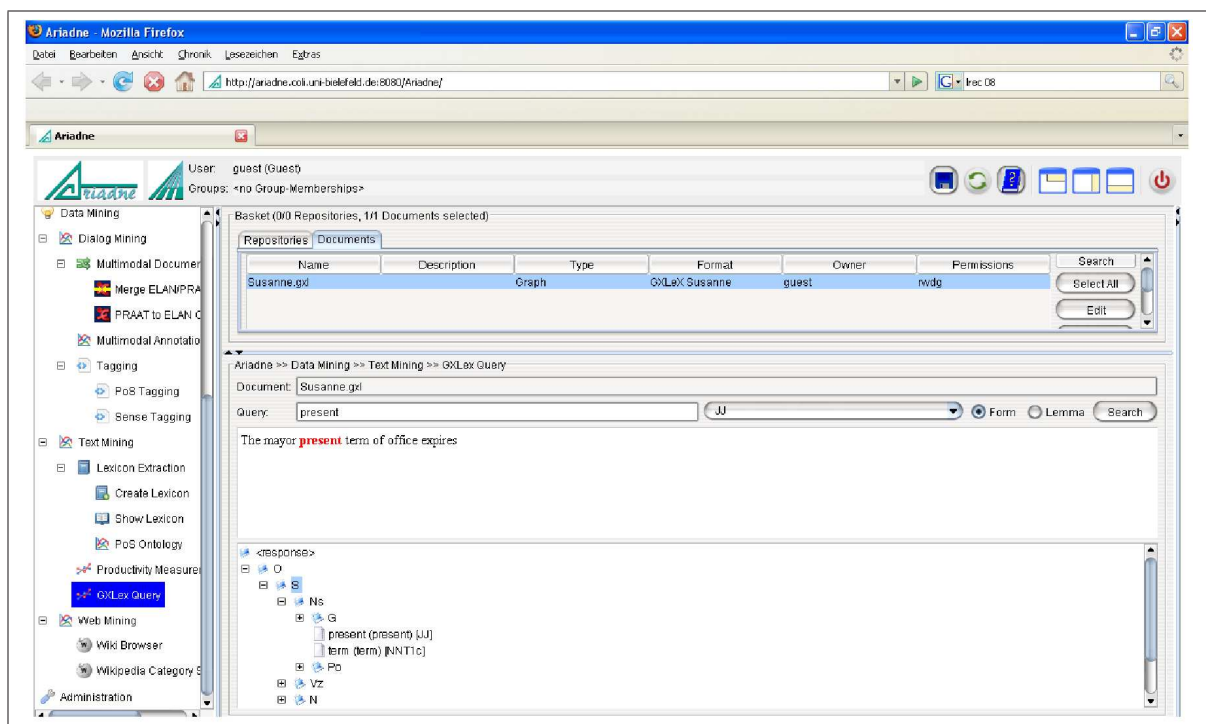 Ariadne - Mozilla Firefox
Datei Bearbeiten Ansicht Chronik Lesezeichen Extras
http://ariadne.coli.uni-bielefeld.de:8080/Ariadne/
G lrec 08
Ariadne
Ariadne
User: guest (Guest)
Groups: <no Group-Memberships>
Data Mining
Dialog Mining
Multimodal Documen
Merge ELAN/PRA
PRAAT to ELAN C
Multimodal Annotatio
Tagging
PoS Tagging
Sense Tagging
Text Mining
Lexicon Extraction
Create Lexicon
Show Lexicon
PoS Ontology
Productivity Measurer
GXLex Query
Web Mining
Wiki Browser
Wikipedia Category S
Administration
Basket (0/0 Repositories, 1/1 Documents selected)
Repositories Documents
Name Description Type Format Owner Permissions
Susanne.gxl Graph GXLeX Susanne guest rwdg
Search
Select All
Edit
Ariadne >> Data Mining >> Text Mining >> GXLex Query
Document: Susanne.gxl
Query: present JJ Form Lemma Search
The mayor present term of office expires
<response>
O
S
Ns
G
present (present) [JJ]
term (term) [NNT1c]
Po
Vz
N